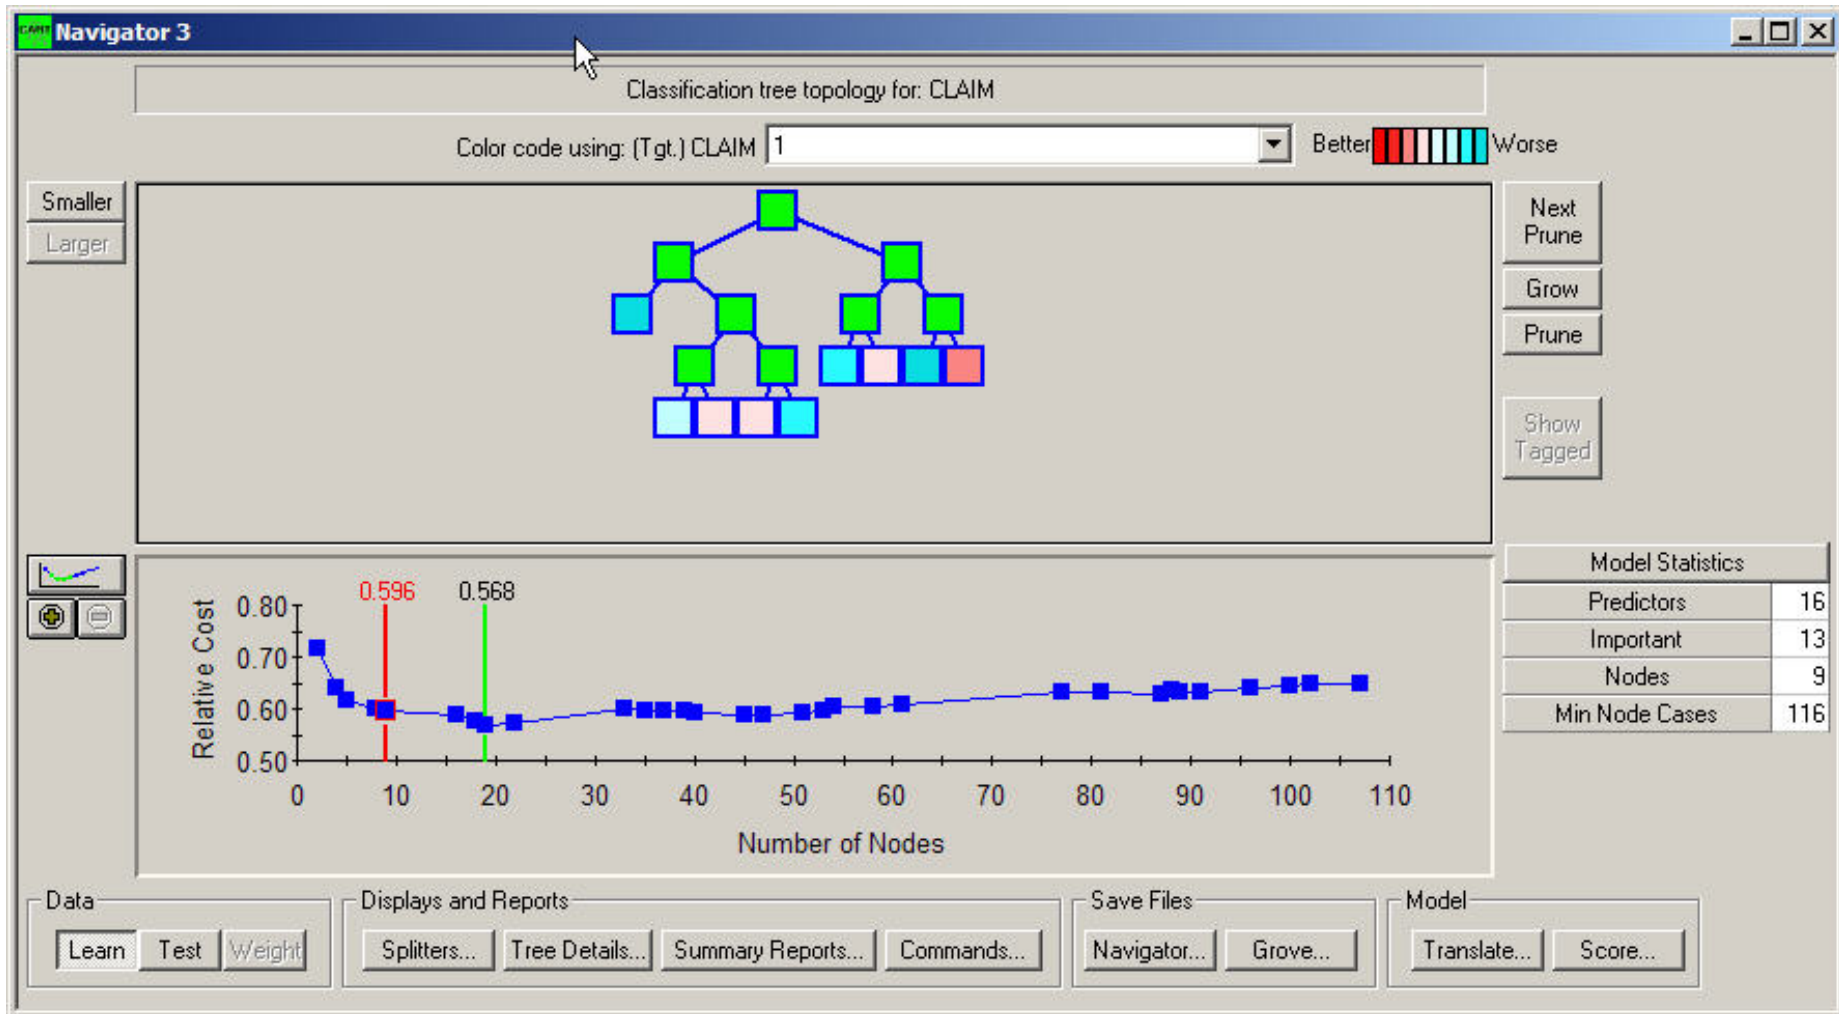 CART Navigator 3
Classification tree topology for: CLAIM
Color code using: (Tgt.) CLAIM 1 Better Worse
Smaller
Larger
Next
Prune
Grow
Prune
Show
Tagged
Model Statistics
Predictors 16
Important 13
Nodes 9
Min Node Cases 116
0.596 0.568
Relative Cost
0.80
0.70
0.60
0.50
0 10 20 30 40 50 60 70 80 90 100 110
Number of Nodes
Data
Learn Test Weight
Displays and Reports
Splitters... Tree Details... Summary Reports... Commands...
Save Files
Navigator... Grove...
Model
Translate... Score...